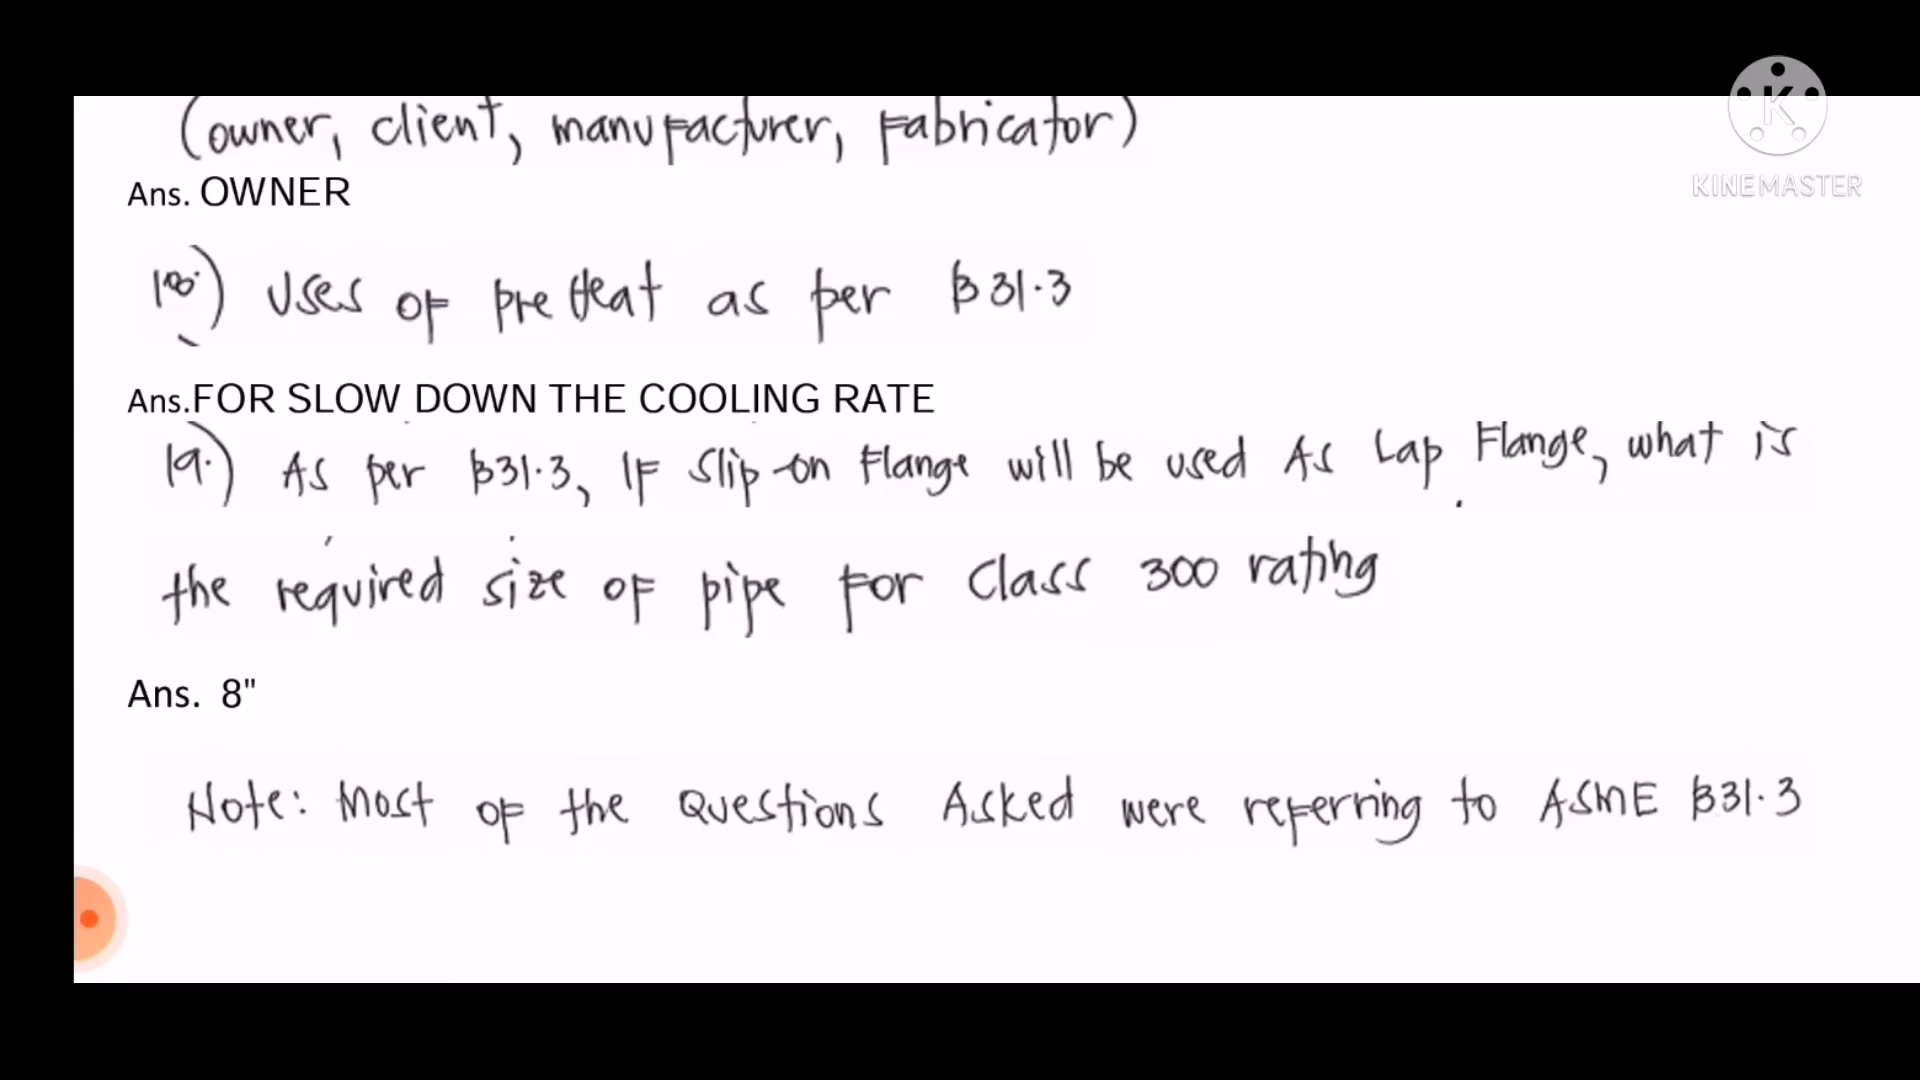 (owner, client, manufacturer, fabricator)
K
KINEMASTER
Ans. OWNER
18.) Uses of preHeat as per B31.3
Ans.FOR SLOW DOWN THE COOLING RATE
19.) As per B31.3, IF Slip-on Flange will be used As Lap Flange, what is
the required size of pipe for Class 300 rating
Ans. 8"
Note: Most of the Questions Asked were referring to ASME B31.3